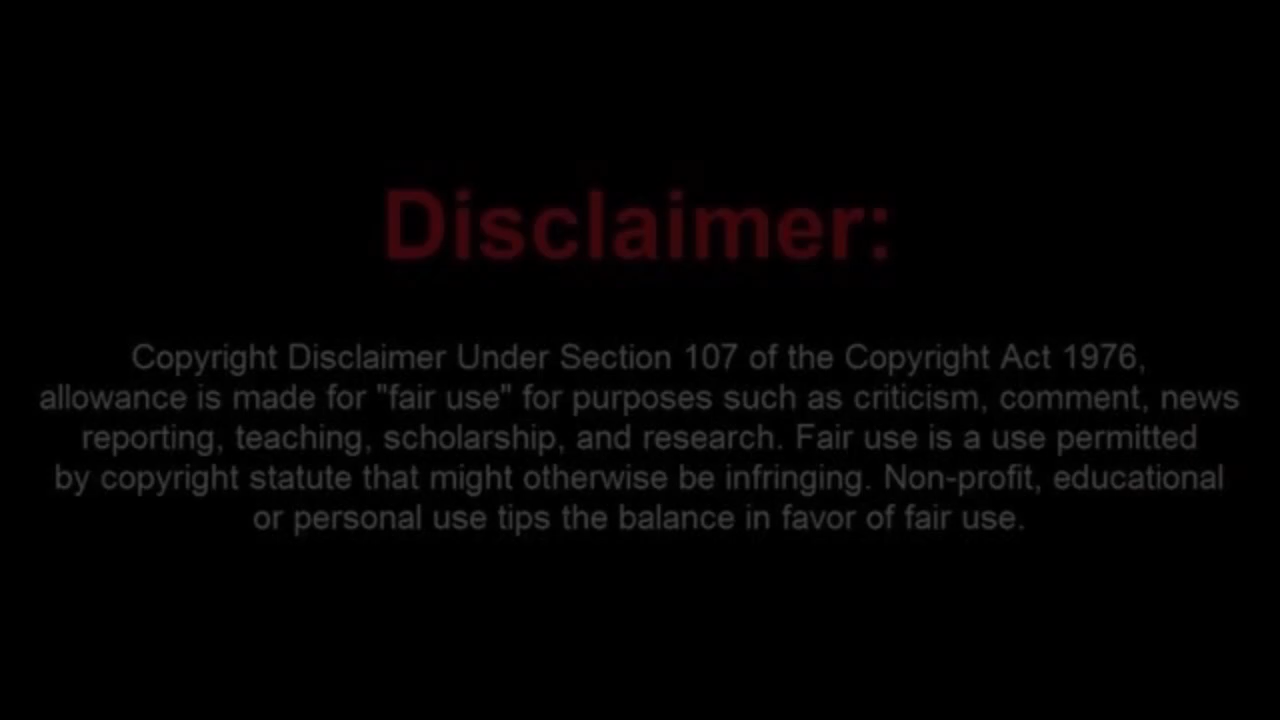 Disclaimer:
Copyright Disclaimer Under Section 107 of the Copyright Act 1976,
allowance is made for "fair use" for purposes such as criticism, comment, news
reporting, teaching, scholarship, and research. Fair use is a use permitted
by copyright statute that might otherwise be infringing. Non-profit, educational
or personal use tips the balance in favor of fair use.